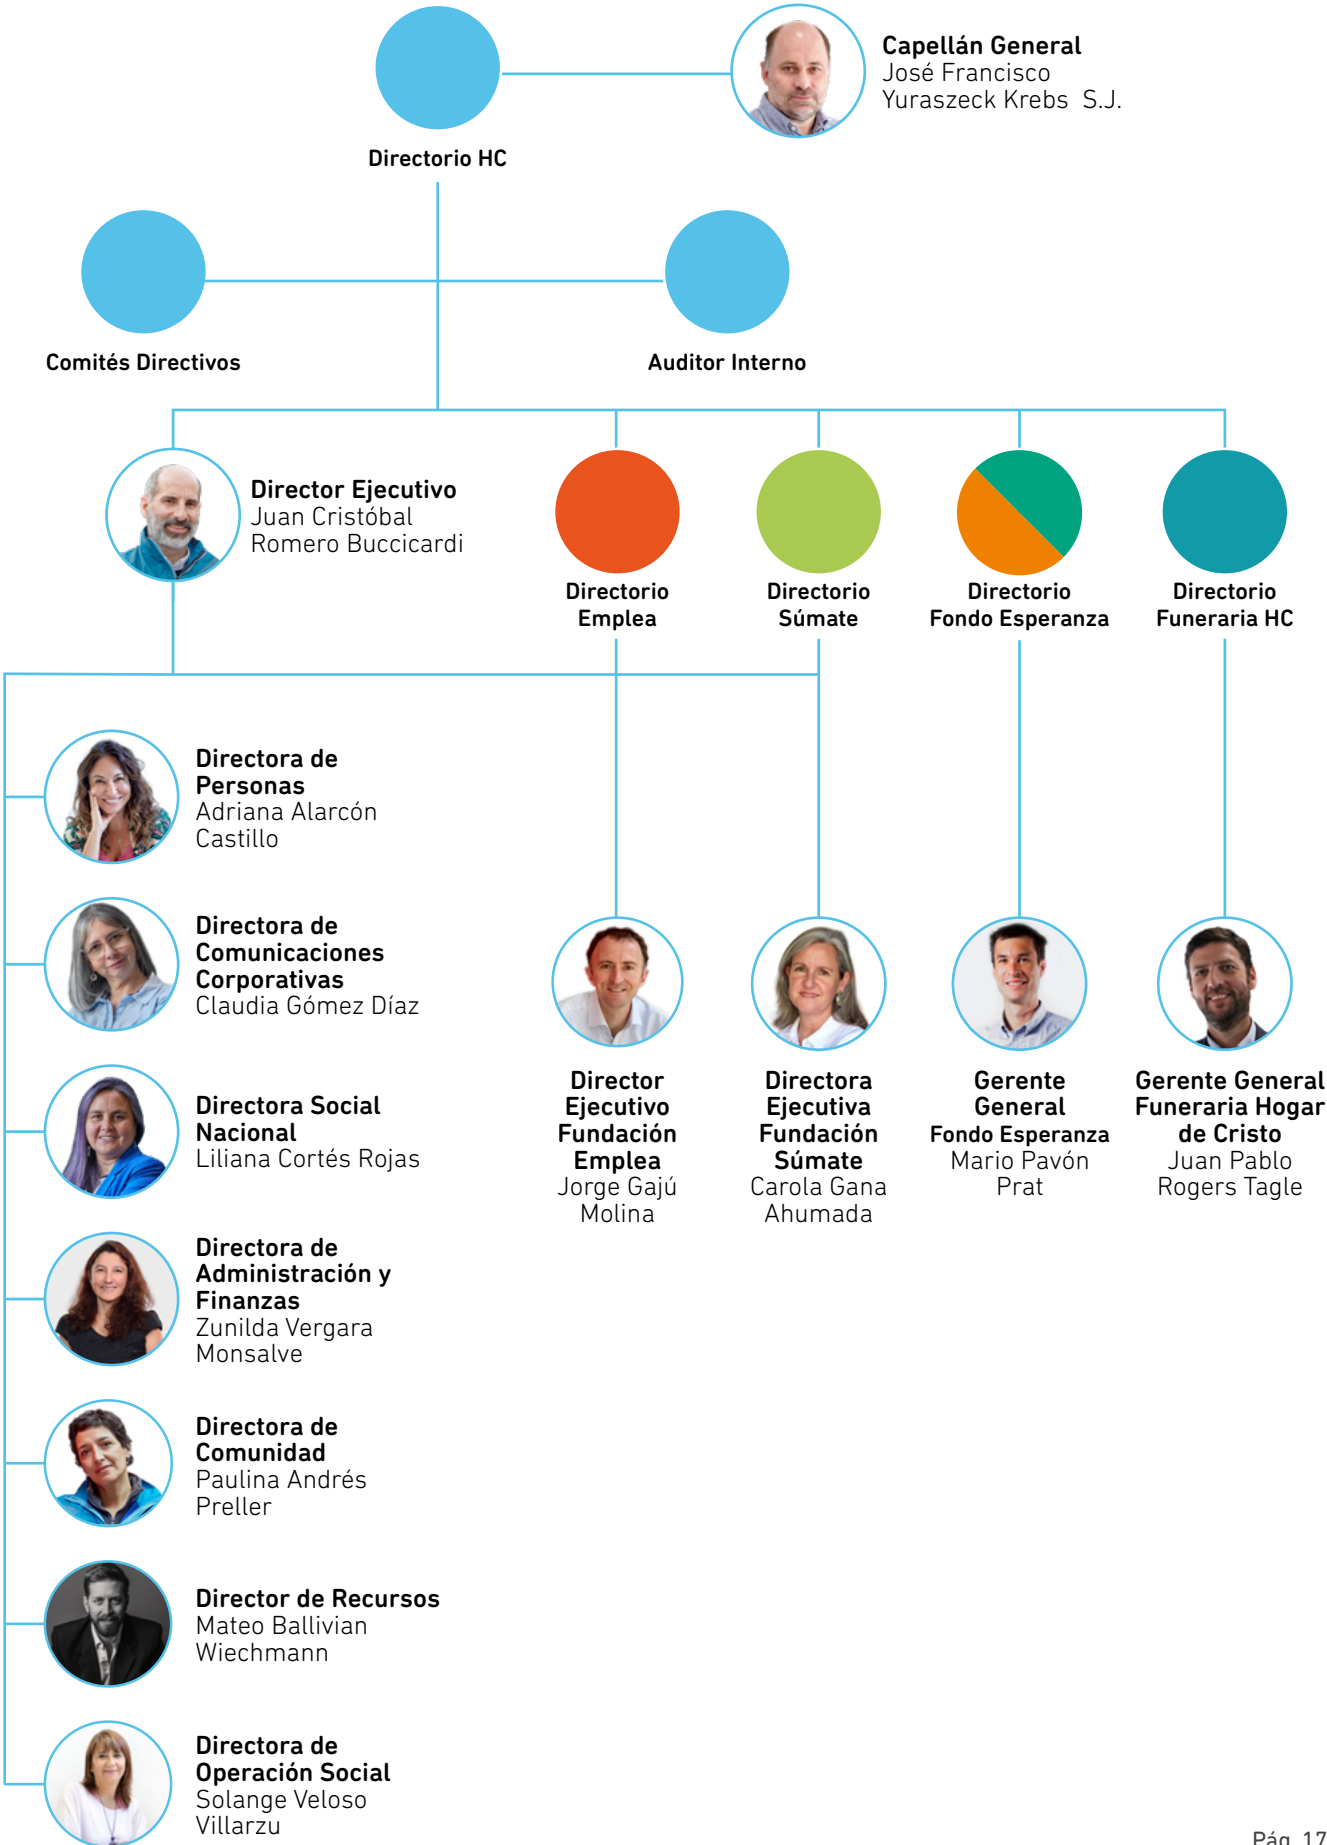 Capellán General
José Francisco
Yuraszeck Krebs S.J.
Directorio HC
Comités Directivos
Auditor Interno
Director Ejecutivo
Juan Cristóbal
Romero Buccicardi
Directorio
Emplea
Directorio
Súmate
Directorio
Fondo Esperanza
Directorio
Funeraria HC
Directora de
Personas
Adriana Alarcón
Castillo
Directora de
Comunicaciones
Corporativas
Claudia Gómez Díaz
Directora Social
Nacional
Liliana Cortés Rojas
Directora de
Administración y
Finanzas
Zunilda Vergara
Monsalve
Directora de
Comunidad
Paulina Andrés
Preller
Director de Recursos
Mateo Ballivian
Wiechmann
Directora de
Operación Social
Solange Veloso
Villarzu
Director
Ejecutivo
Fundación
Emplea
Jorge Gajú
Molina
Directora
Ejecutiva
Fundación
Súmate
Carola Gana
Ahumada
Gerente
General
Fondo Esperanza
Mario Pavón
Prat
Gerente General
Funeraria Hogar
de Cristo
Juan Pablo
Rogers Tagle
Pág. 17